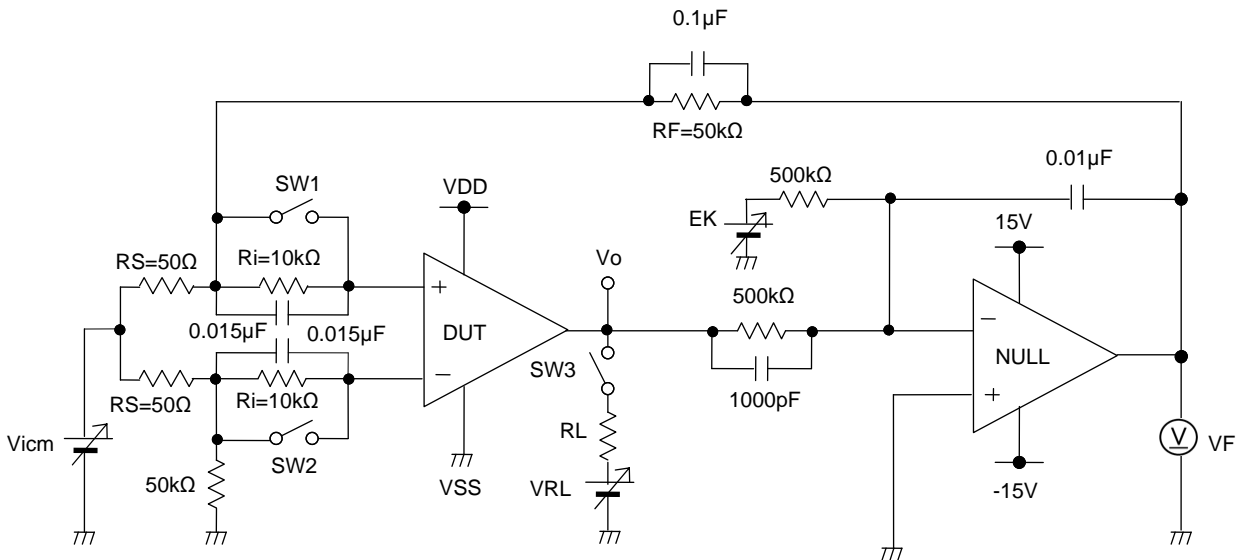 0.1µF
RF=50kΩ
0.01µF
500kΩ
SW1
VDD
EK
15V
Vo
RS=50Ω
Ri=10kΩ
500kΩ
+
−
0.015µF
0.015µF
DUT
NULL
SW3
−
+
1000pF
RS=50Ω
Ri=10kΩ
RL
V
VF
Vicm
SW2
VSS
VRL
-15V
50kΩ